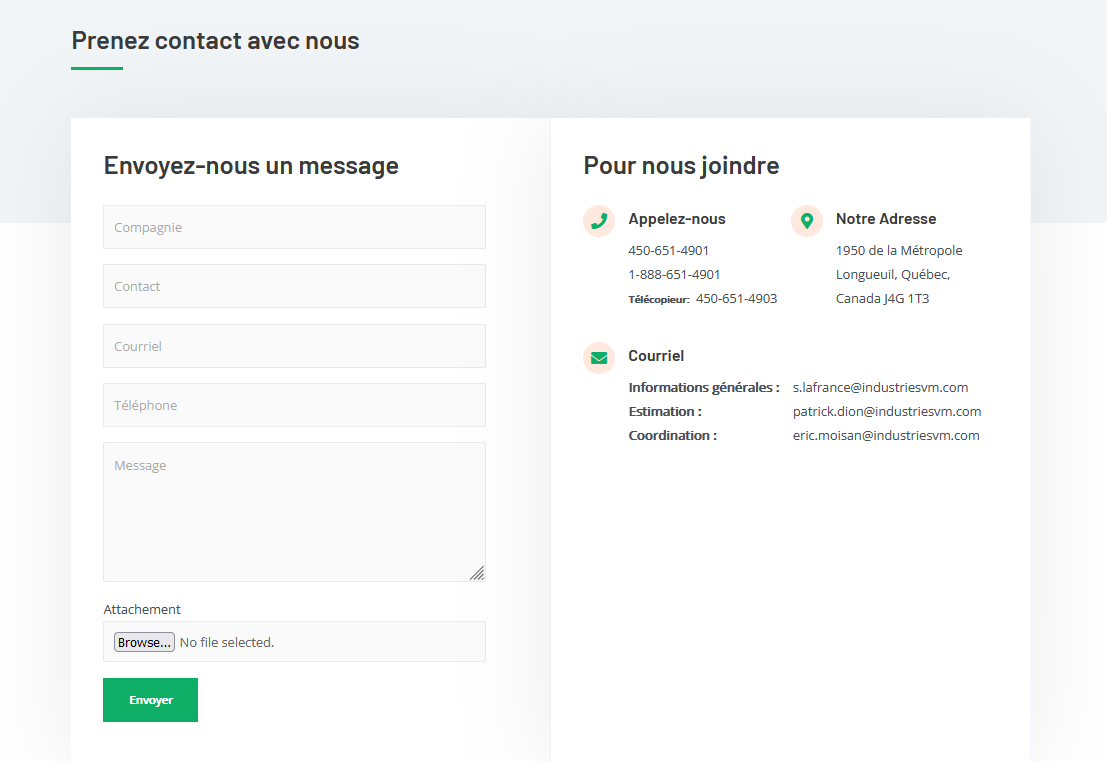 Prenez contact avec nous
Envoyez-nous un message
Compagnie
Contact
Courriel
Téléphone
Message
Attachement
Browse... No file selected.
Envoyer
Pour nous joindre
Appelez-nous
450-651-4901
1-888-651-4901
Télécopieur: 450-651-4903
Notre Adresse
1950 de la Métropole
Longueuil, Québec,
Canada J4G 1T3
Courriel
Informations générales : s.lafrance@industriesvm.com
Estimation : patrick.dion@industriesvm.com
Coordination : eric.moisan@industriesvm.com